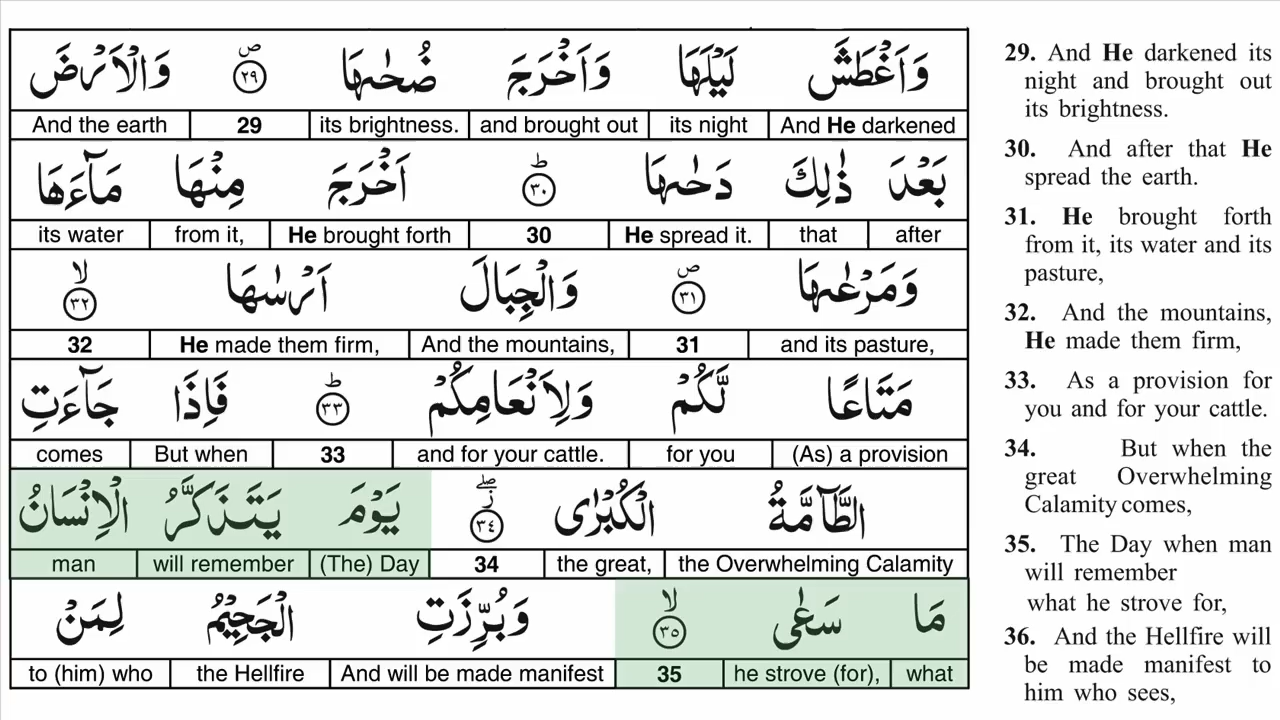 وَاَغْطَشَ لَيْلَهَا وَاَخْرَجَ ضُحٰىهَا ۪ص ٢٩ وَالْاَرْضَ
And the earth 29 its brightness. and brought out its night And He darkened
بَعْدَ ذٰلِكَ دَحٰىهَا ؕ ٣٠ اَخْرَجَ مِنْهَا مَآءَهَا
its water from it, He brought forth 30 He spread it. that after
وَمَرْعٰىهَا ۪ص ٣١ وَالْجِبَالَ اَرْسٰىهَا ۙ ٣٢
32 He made them firm, And the mountains, 31 and its pasture,
مَتَاعًا لَّكُمْ وَلِاَنْعَامِكُمْ ؕ ٣٣ فَاِذَا جَآءَتِ
comes But when 33 and for your cattle. for you (As) a provision
الطَّآمَّةُ الْكُبْرٰى ۖز ٣٤ يَوْمَ يَتَذَكَّرُ الْاِنْسَانُ
man will remember (The) Day 34 the great, the Overwhelming Calamity
مَا سَعٰى ۙ ٣٥ وَبُرِّزَتِ الْجَحِيْمُ لِمَنْ
to (him) who the Hellfire And will be made manifest 35 he strove (for), what
29. And He darkened its
night and brought out
its brightness.
30. And after that He
spread the earth.
31. He brought forth
from it, its water and its
pasture,
32. And the mountains,
He made them firm,
33. As a provision for
you and for your cattle.
34. But when the
great Overwhelming
Calamity comes,
35. The Day when man
will remember
what he strove for,
36. And the Hellfire will
be made manifest to
him who sees,